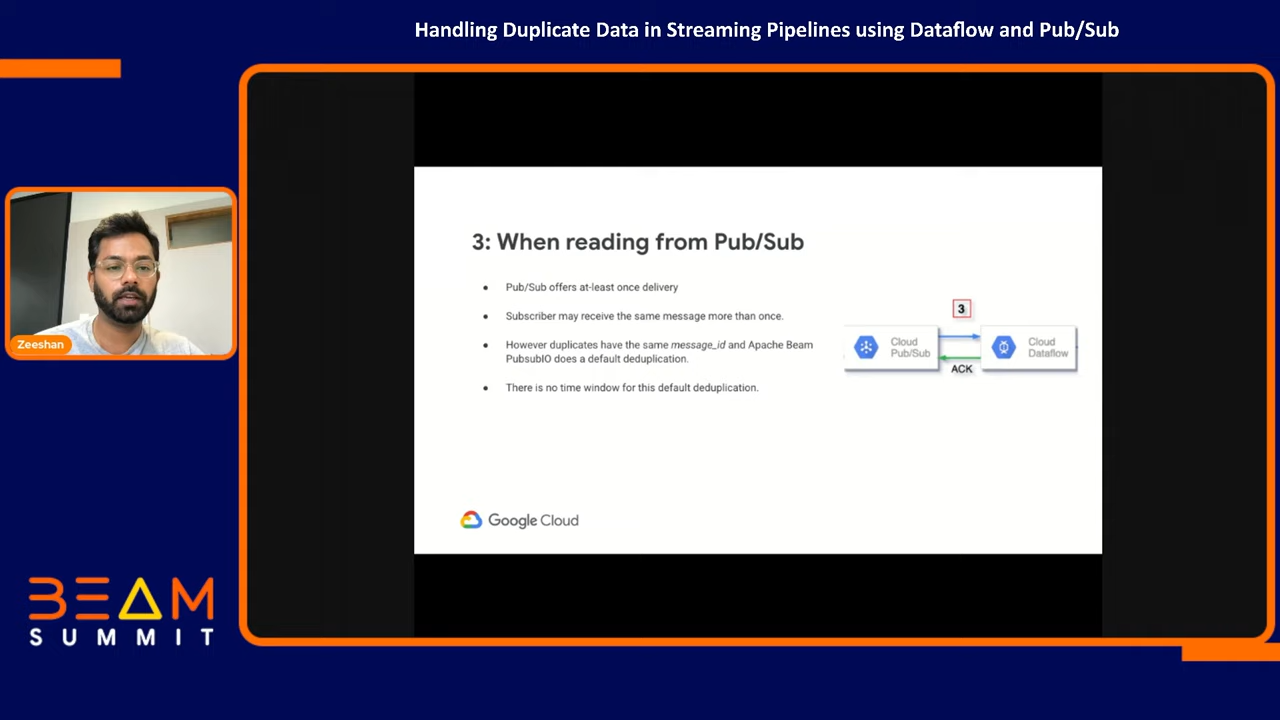 Handling Duplicate Data in Streaming Pipelines using Dataflow and Pub/Sub
Zeeshan
BEAM
SUMMIT
3: When reading from Pub/Sub
Pub/Sub offers at-least once delivery
Subscriber may receive the same message more than once.
However duplicates have the same message_id and Apache Beam
PubsubIO does a default deduplication.
There is no time window for this default deduplication.
3
Cloud
Pub/Sub
Cloud
Dataflow
ACK
Google Cloud